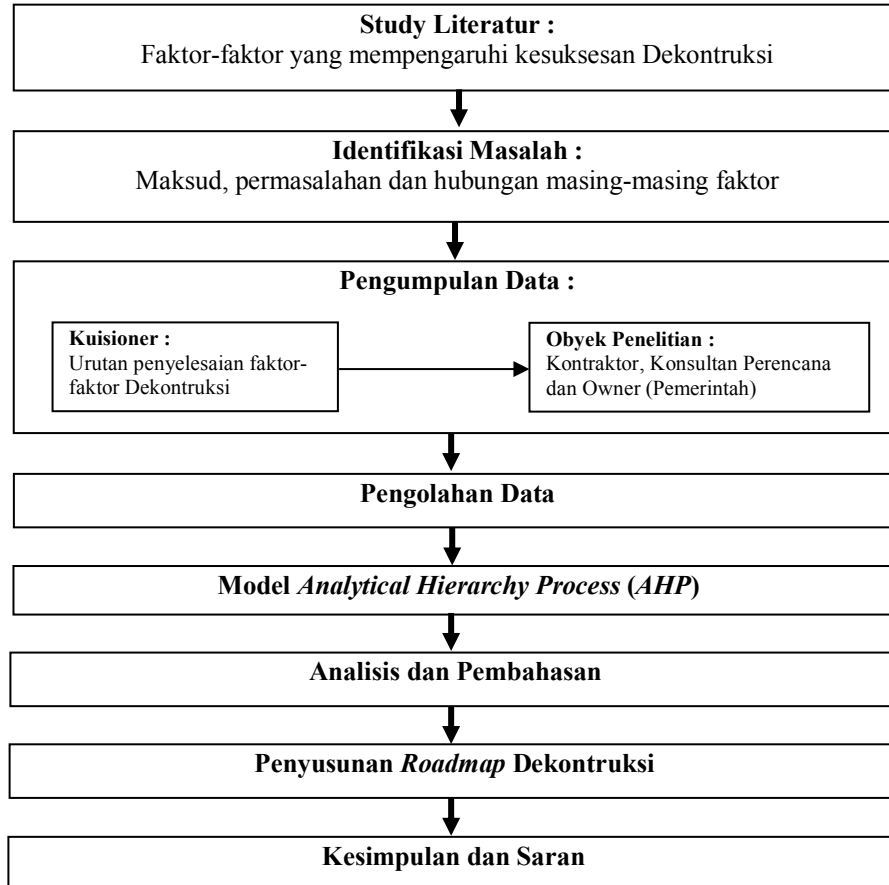 Study Literatur :
Faktor-faktor yang mempengaruhi kesuksesan Dekontruksi
Identifikasi Masalah :
Maksud, permasalahan dan hubungan masing-masing faktor
Pengumpulan Data :
Kuisioner :
Urutan penyelesaian faktor-
faktor Dekontruksi
Obyek Penelitian :
Kontraktor, Konsultan Perencana
dan Owner (Pemerintah)
Pengolahan Data
Model Analytical Hierarchy Process (AHP)
Analisis dan Pembahasan
Penyusunan Roadmap Dekontruksi
Kesimpulan dan Saran